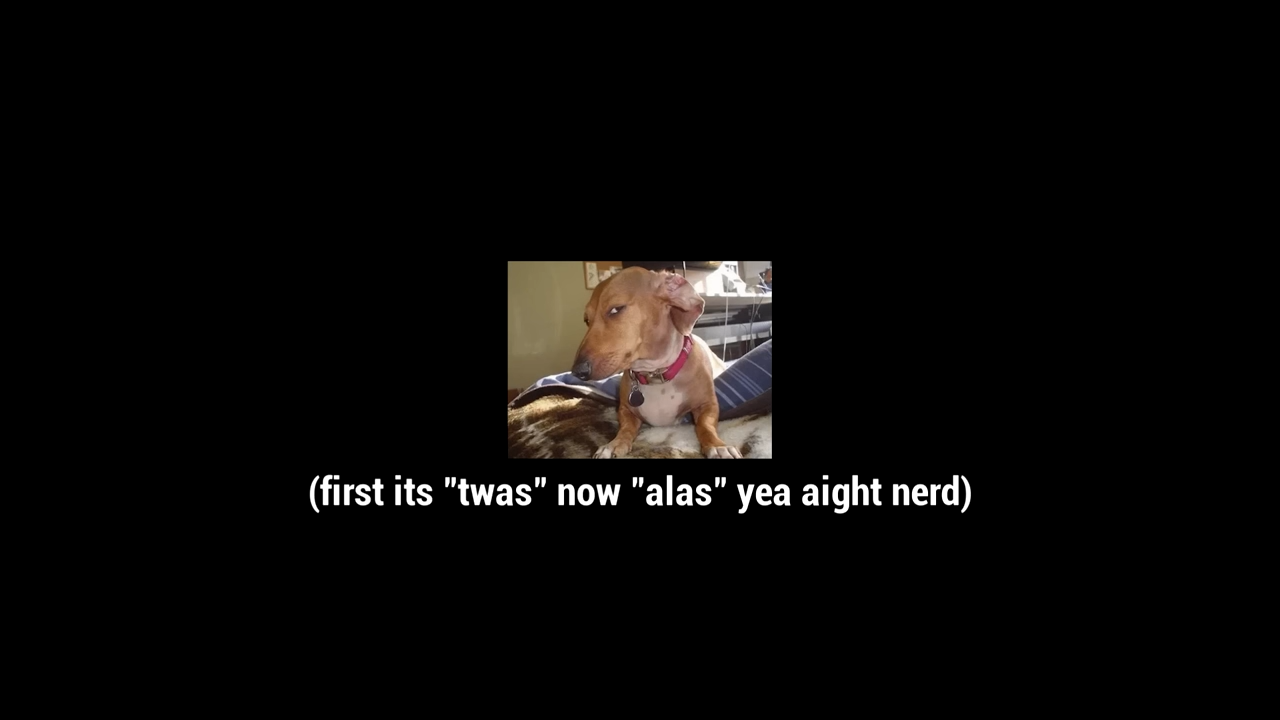 (first its "twas" now "alas" yea aight nerd)